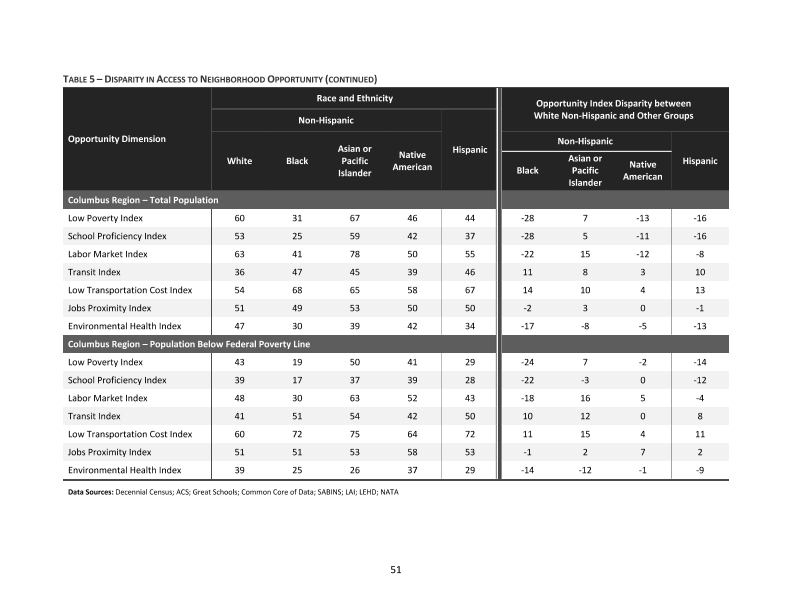 TABLE 5 – DISPARITY IN ACCESS TO NEIGHBORHOOD OPPORTUNITY (CONTINUED)
Opportunity Dimension
Race and Ethnicity
Opportunity Index Disparity between
White Non-Hispanic and Other Groups
Non-Hispanic
Hispanic
Non-Hispanic
Hispanic
White
Black
Asian or
Pacific
Islander
Native
American
Black
Asian or
Pacific
Islander
Native
American
Columbus Region – Total Population
Low Poverty Index 60 31 67 46 44 -28 7 -13 -16
School Proficiency Index 53 25 59 42 37 -28 5 -11 -16
Labor Market Index 63 41 78 50 55 -22 15 -12 -8
Transit Index 36 47 45 39 46 11 8 3 10
Low Transportation Cost Index 54 68 65 58 67 14 10 4 13
Jobs Proximity Index 51 49 53 50 50 -2 3 0 -1
Environmental Health Index 47 30 39 42 34 -17 -8 -5 -13
Columbus Region – Population Below Federal Poverty Line
Low Poverty Index 43 19 50 41 29 -24 7 -2 -14
School Proficiency Index 39 17 37 39 28 -22 -3 0 -12
Labor Market Index 48 30 63 52 43 -18 16 5 -4
Transit Index 41 51 54 42 50 10 12 0 8
Low Transportation Cost Index 60 72 75 64 72 11 15 4 11
Jobs Proximity Index 51 51 53 58 53 -1 2 7 2
Environmental Health Index 39 25 26 37 29 -14 -12 -1 -9
Data Sources: Decennial Census; ACS; Great Schools; Common Core of Data; SABINS; LAI; LEHD; NATA
51